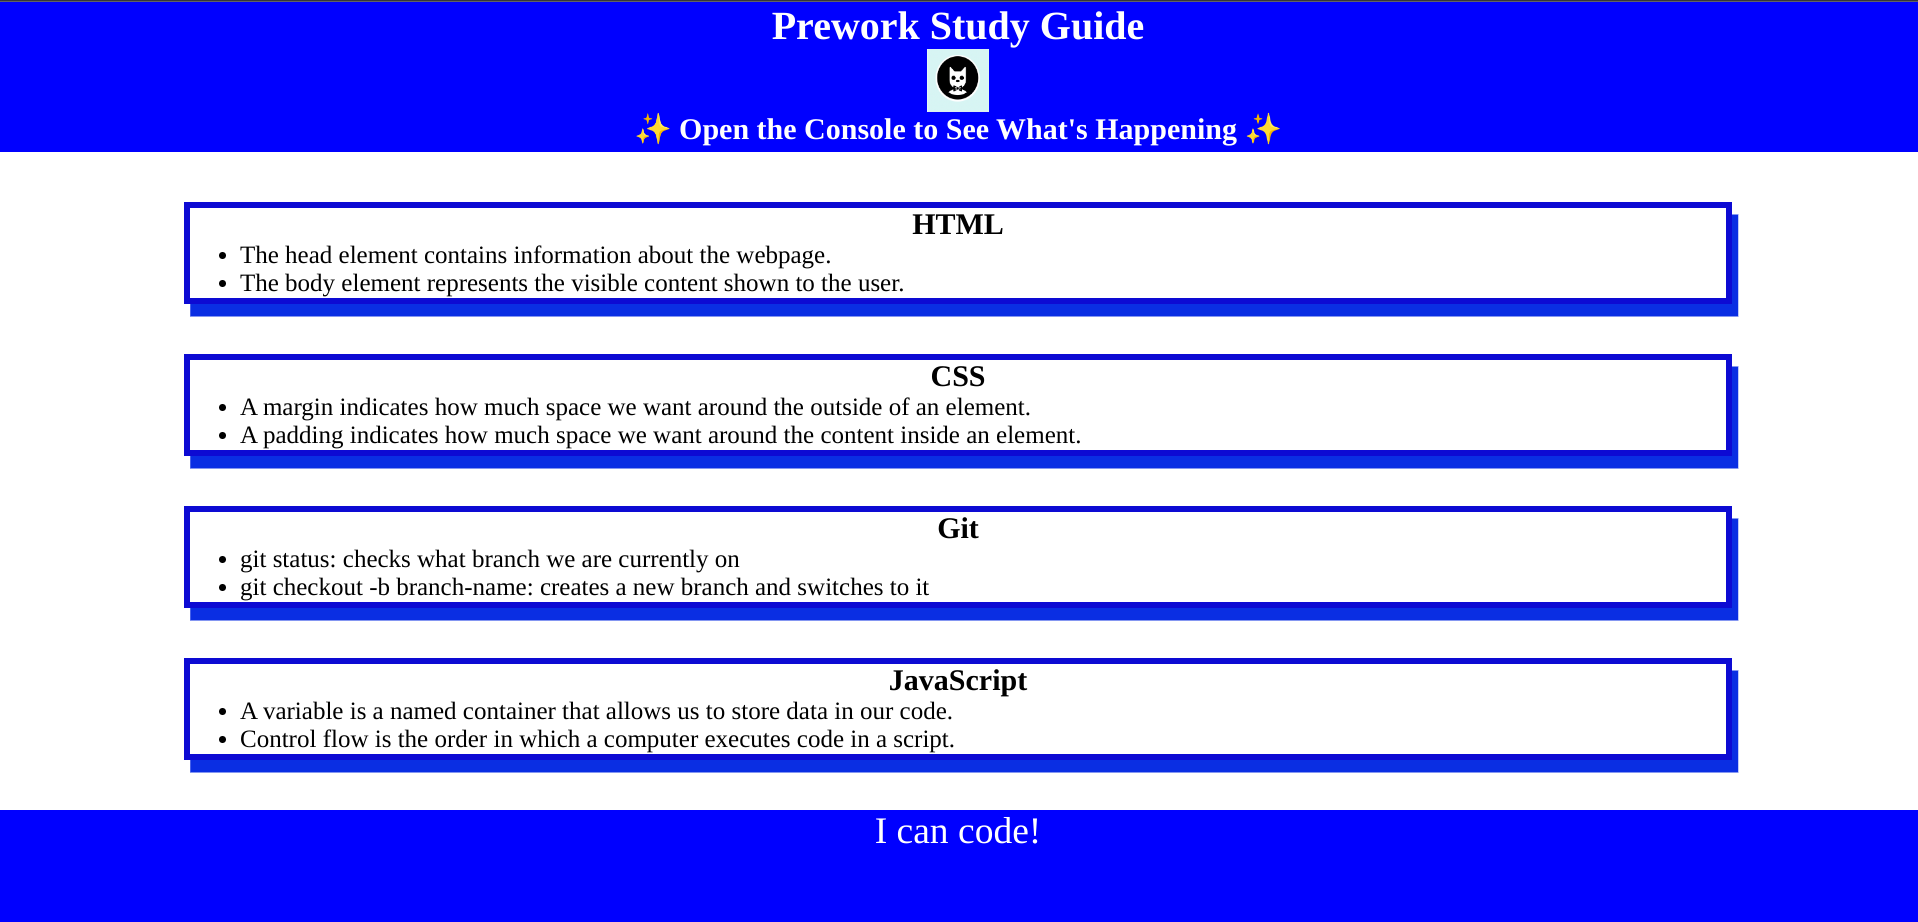 Prework Study Guide
✨ Open the Console to See What's Happening ✨
HTML
• The head element contains information about the webpage.
• The body element represents the visible content shown to the user.
CSS
• A margin indicates how much space we want around the outside of an element.
• A padding indicates how much space we want around the content inside an element.
Git
• git status: checks what branch we are currently on
• git checkout -b branch-name: creates a new branch and switches to it
JavaScript
• A variable is a named container that allows us to store data in our code.
• Control flow is the order in which a computer executes code in a script.
I can code!